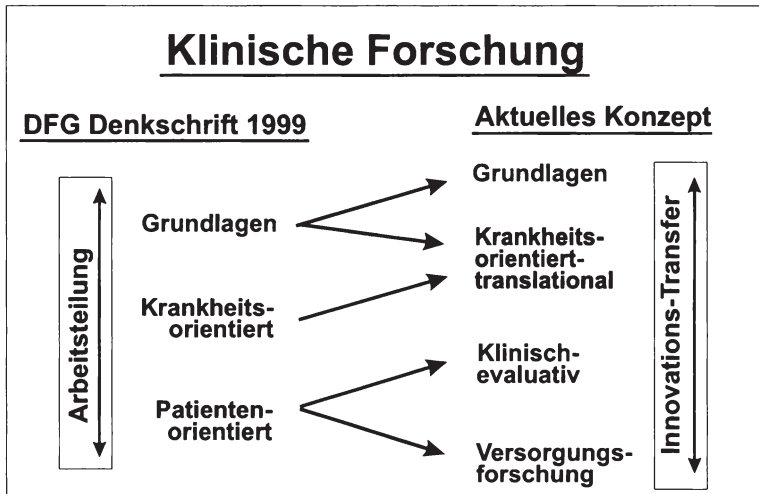 Klinische Forschung
DFG Denkschrift 1999
Arbeitsteilung
Grundlagen
Krankheits-
orientiert
Patienten-
orientiert
Aktuelles Konzept
Grundlagen
Krankheits-
orientiert-
translational
Klinisch-
evaluativ
Versorgungs-
forschung
Innovations-Transfer